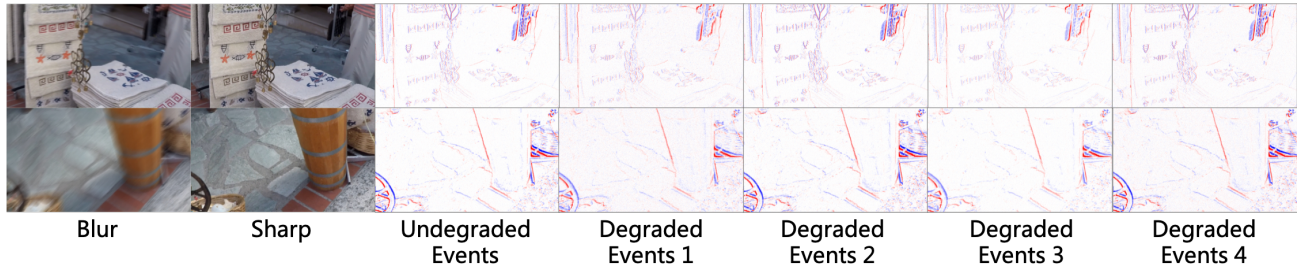 Blur
Sharp
Undegraded
Events
Degraded
Events 1
Degraded
Events 2
Degraded
Events 3
Degraded
Events 4